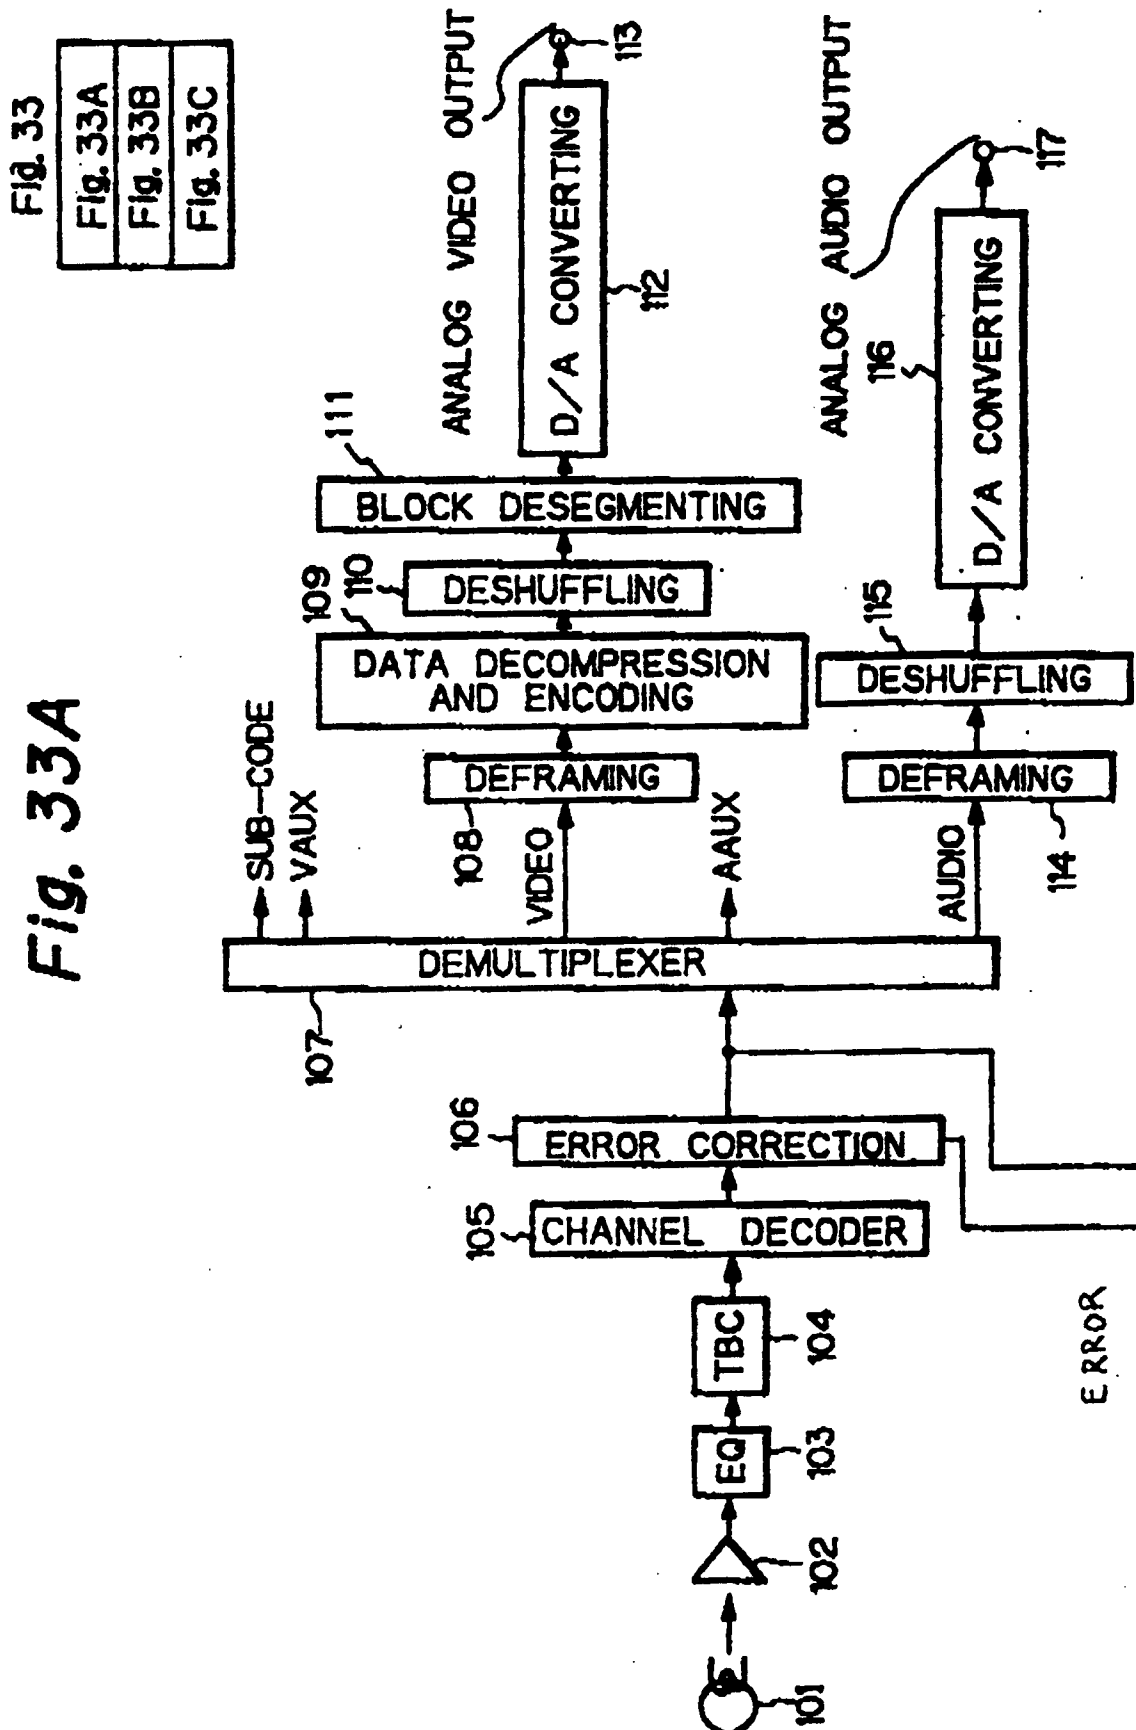 Fig. 33
Fig. 33A
Fig. 33B
Fig. 33C
Fig. 33A
SUB-CODE
VAUX
VIDEO
AAUX
AUDIO
107
DEMULTIPLEXER
108
DEFRAMING
109
DATA DECOMPRESSION
AND ENCODING
110
DESHUFFLING
111
BLOCK DESEGMENTING
D/A CONVERTING
112
ANALOG VIDEO OUTPUT
113
114
DEFRAMING
115
DESHUFFLING
116
D/A CONVERTING
ANALOG AUDIO OUTPUT
117
106
ERROR CORRECTION
105
CHANNEL DECODER
TBC
104
EQ
103
102
101
ERROR